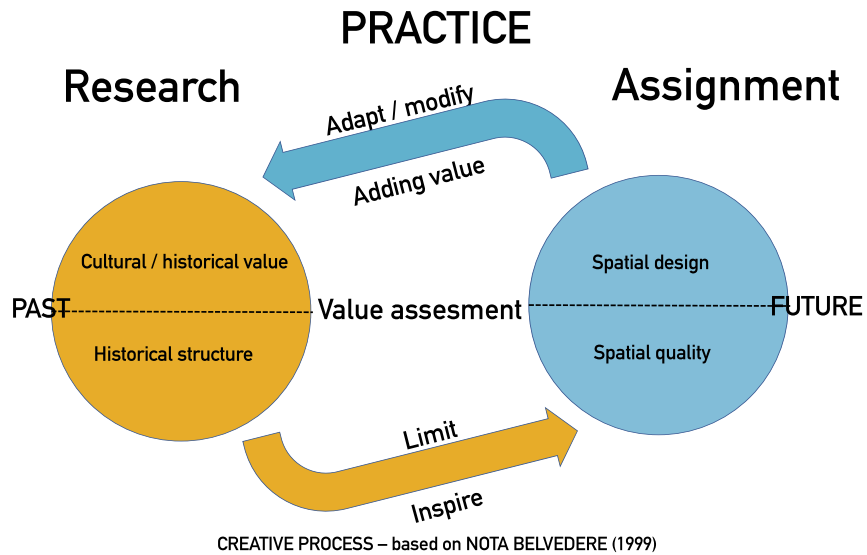 PRACTICE
Research
Assignment
Adapt / modify
Adding value
Cultural / historical value
Spatial design
PAST
Value assesment
FUTURE
Historical structure
Spatial quality
Limit
Inspire
CREATIVE PROCESS – based on NOTA BELVEDERE (1999)